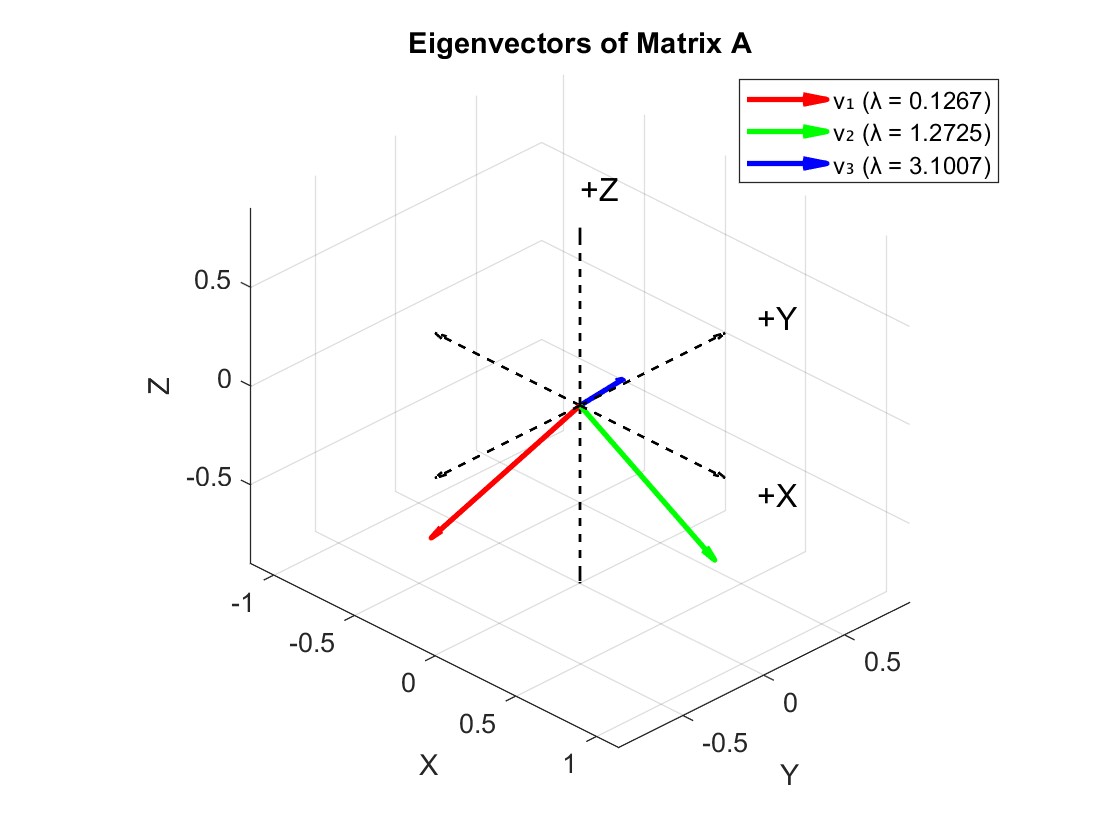 Eigenvectors of Matrix A
v₁ (λ = 0.1267)
v₂ (λ = 1.2725)
v₃ (λ = 3.1007)
+Z
+Y
+X
0.5
0
-0.5
Z
-1
-0.5
0
0.5
1
X
-0.5
0
0.5
Y